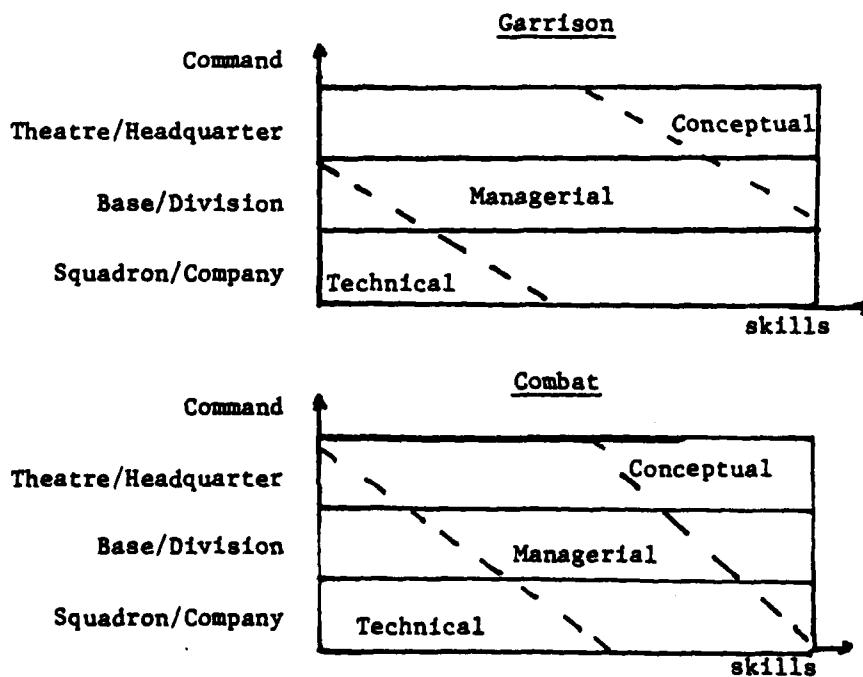 Garrison
Command
Theatre/Headquarter
Conceptual
Base/Division
Managerial
Squadron/Company
Technical
skills
Combat
Command
Theatre/Headquarter
Conceptual
Base/Division
Managerial
Squadron/Company
Technical
skills